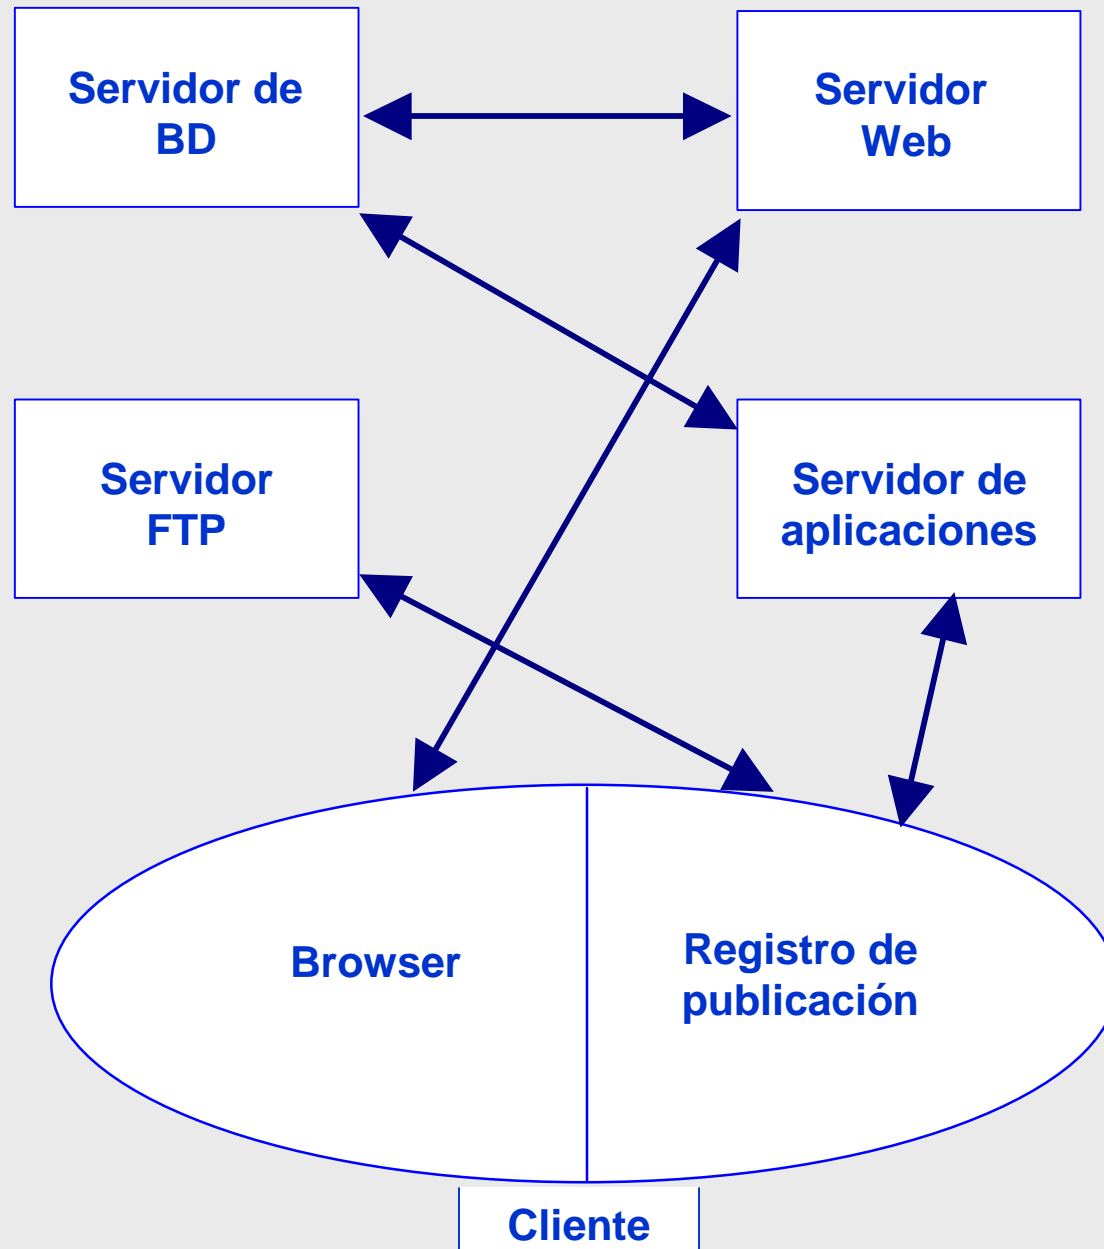 Servidor de
BD
Servidor
Web
Servidor
FTP
Servidor de
aplicaciones
Browser
Registro de
publicación
Cliente